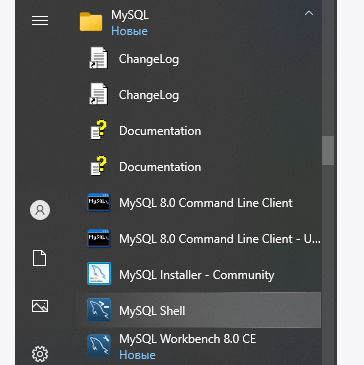 MySQL
Новые
ChangeLog
ChangeLog
Documentation
Documentation
MySQL 8.0 Command Line Client
MySQL 8.0 Command Line Client - U...
MySQL Installer - Community
MySQL Shell
MySQL Workbench 8.0 CE
Новые